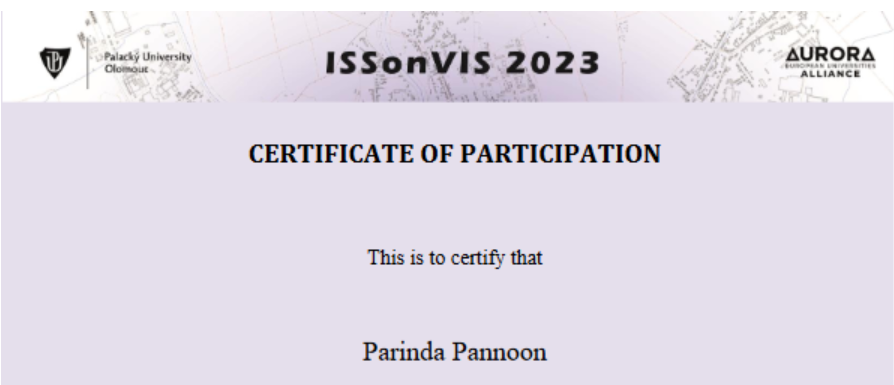 Palacký University
Olomouc
ISSonVIS 2023
AURORA
EUROPEAN UNIVERSITIES
ALLIANCE
CERTIFICATE OF PARTICIPATION
This is to certify that
Parinda Pannoon